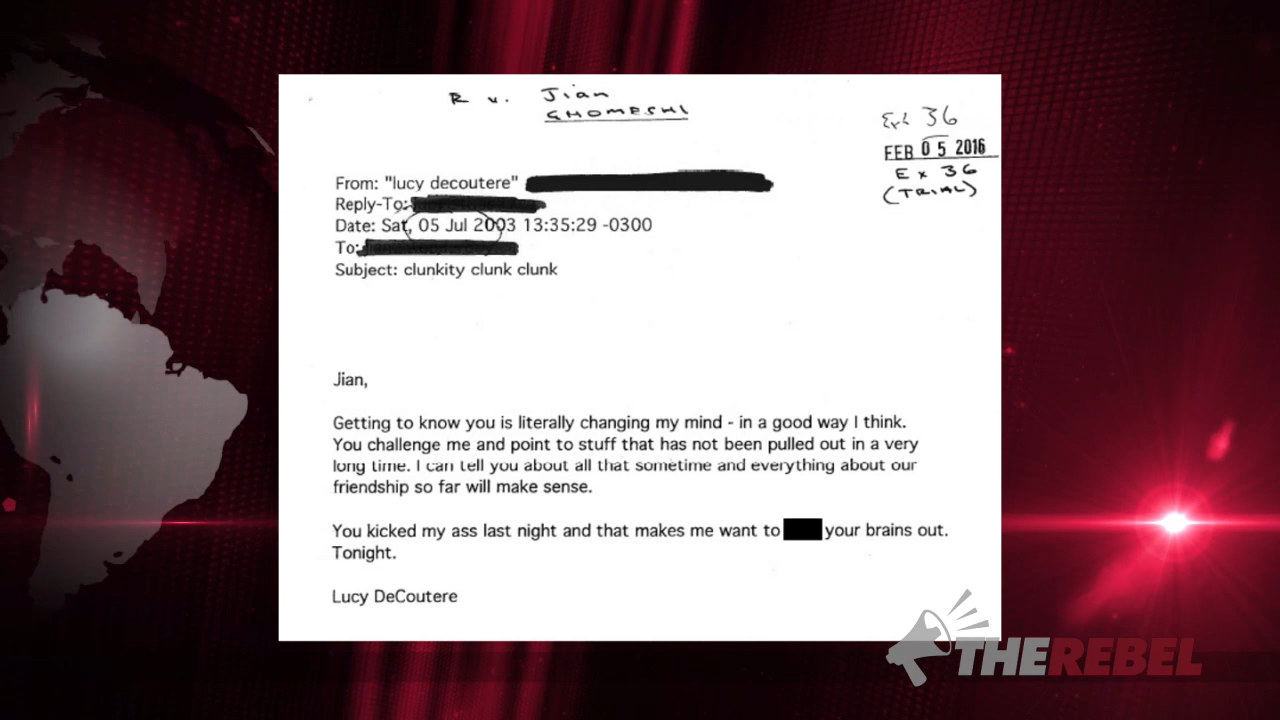 R v. Jian
GHOMESHI
Ex 36
FEB 05 2016
Ex 36
(TRIAL)
From: "lucy decoutere"
Reply-To:
Date: Sat, 05 Jul 2003 13:35:29 -0300
To:
Subject: clunkity clunk clunk
Jian,
Getting to know you is literally changing my mind - in a good way I think.
You challenge me and point to stuff that has not been pulled out in a very
long time. I can tell you about all that sometime and everything about our
friendship so far will make sense.
You kicked my ass last night and that makes me want to your brains out.
Tonight.
Lucy DeCoutere
THEREBEL